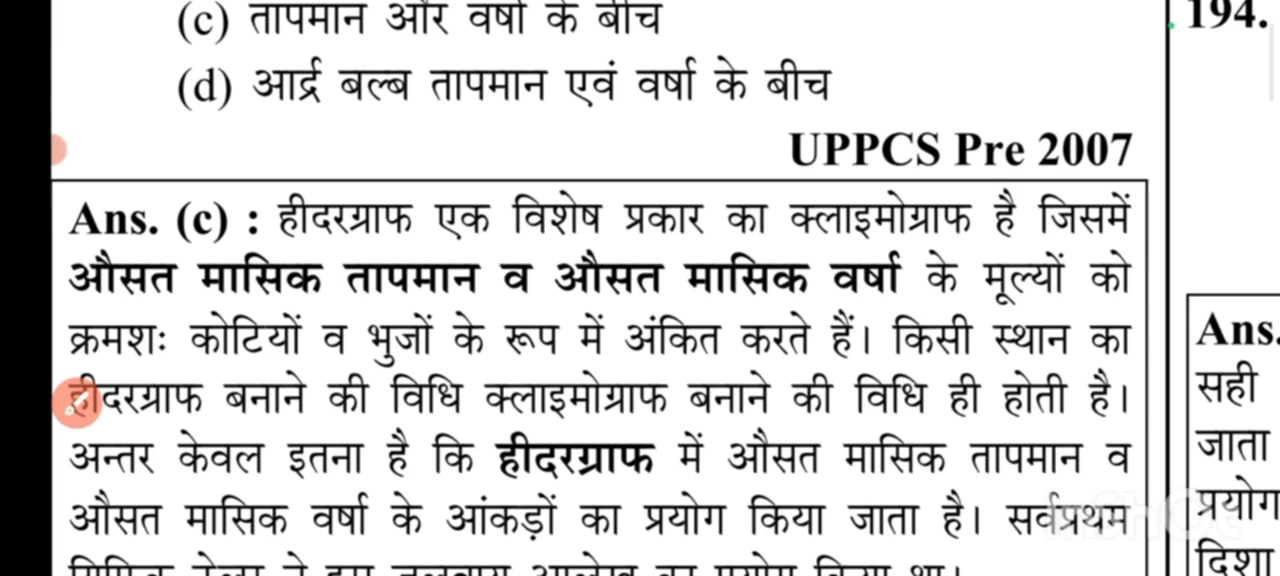 (c) तापमान और वर्षा के बीच
(d) आर्द्र बल्ब तापमान एवं वर्षा के बीच
UPPCS Pre 2007
Ans. (c) : हीदरग्राफ एक विशेष प्रकार का क्लाइमोग्राफ है जिसमें
औसत मासिक तापमान व औसत मासिक वर्षा के मूल्यों को
क्रमशः कोटियों व भुजों के रूप में अंकित करते हैं। किसी स्थान का
हीदरग्राफ बनाने की विधि क्लाइमोग्राफ बनाने की विधि ही होती है।
अन्तर केवल इतना है कि हीदरग्राफ में औसत मासिक तापमान व
औसत मासिक वर्षा के आंकड़ों का प्रयोग किया जाता है। सर्वप्रथम
194.
Ans.
सही
जाता
प्रयोग
दिशा
InShOt